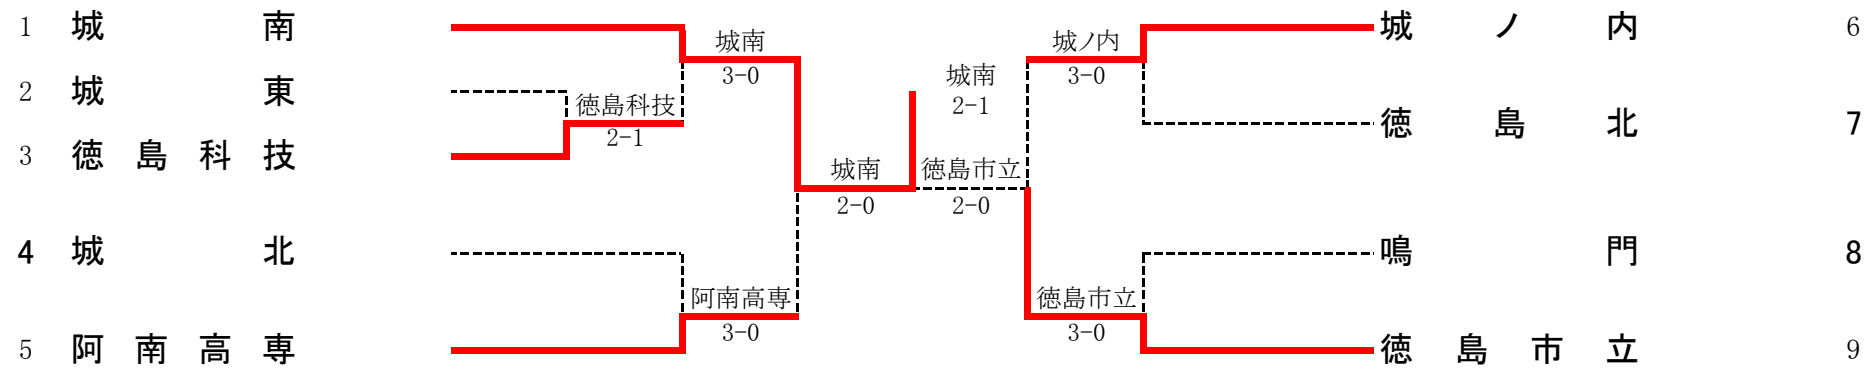 1 城南
2 城東
3 徳島科技
4 城北
5 阿南高専
城南
3-0
徳島科技
2-1
阿南高専
3-0
城南
2-0
城南
2-1
徳島市立
2-0
城ノ内
3-0
徳島市立
3-0
城ノ内 6
徳島北 7
鳴門 8
徳島市立 9